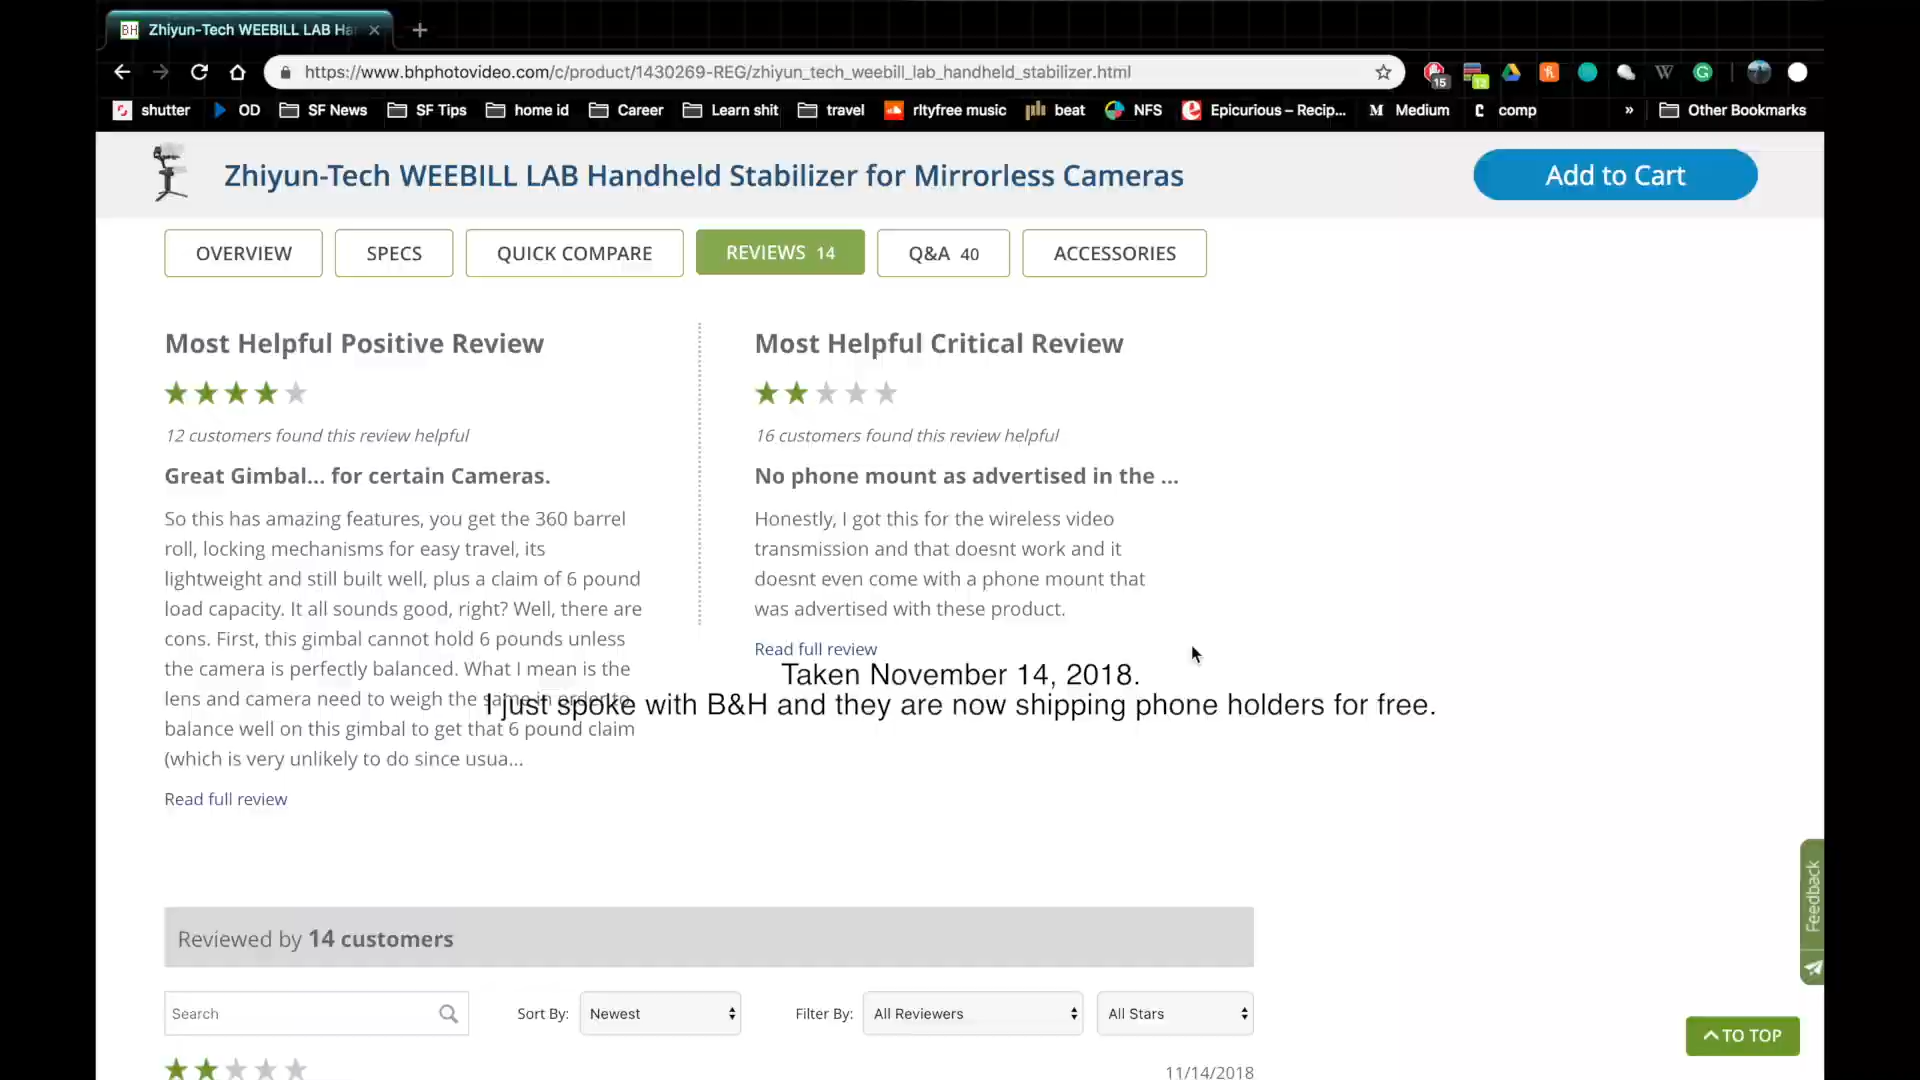 BH Zhiyun-Tech WEEBILL LAB Ha
https://www.bhphotovideo.com/c/product/1430269-REG/zhiyun_tech_weebill_lab_handheld_stabilizer.html
15
12
shutter OD SF News SF Tips home id Career Learn shit travel rltyfree music beat NFS Epicurious – Recip... M Medium comp » Other Bookmarks
Zhiyun-Tech WEEBILL LAB Handheld Stabilizer for Mirrorless Cameras
Add to Cart
OVERVIEW SPECS QUICK COMPARE REVIEWS 14 Q&A 40 ACCESSORIES
Most Helpful Positive Review
12 customers found this review helpful
Great Gimbal... for certain Cameras.
So this has amazing features, you get the 360 barrel
roll, locking mechanisms for easy travel, its
lightweight and still built well, plus a claim of 6 pound
load capacity. It all sounds good, right? Well, there are
cons. First, this gimbal cannot hold 6 pounds unless
the camera is perfectly balanced. What I mean is the
lens and camera need to weigh the same in order to
balance well on this gimbal to get that 6 pound claim
(which is very unlikely to do since usua...
Read full review
Most Helpful Critical Review
16 customers found this review helpful
No phone mount as advertised in the ...
Honestly, I got this for the wireless video
transmission and that doesnt work and it
doesnt even come with a phone mount that
was advertised with these product.
Read full review
Taken November 14, 2018.
I just spoke with B&H and they are now shipping phone holders for free.
Feedback
Reviewed by 14 customers
Search Sort By: Newest Filter By: All Reviewers All Stars
TO TOP
11/14/2018